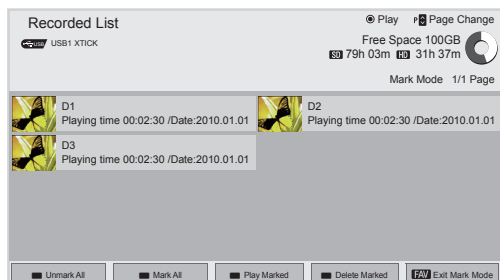 Recorded List
Play P Page Change
USB USB1 XTICK
Free Space 100GB
SD 79h 03m HD 31h 37m
Mark Mode 1/1 Page
D1
Playing time 00:02:30 /Date:2010.01.01
D2
Playing time 00:02:30 /Date:2010.01.01
D3
Playing time 00:02:30 /Date:2010.01.01
Unmark All Mark All Play Marked Delete Marked FAV Exit Mark Mode